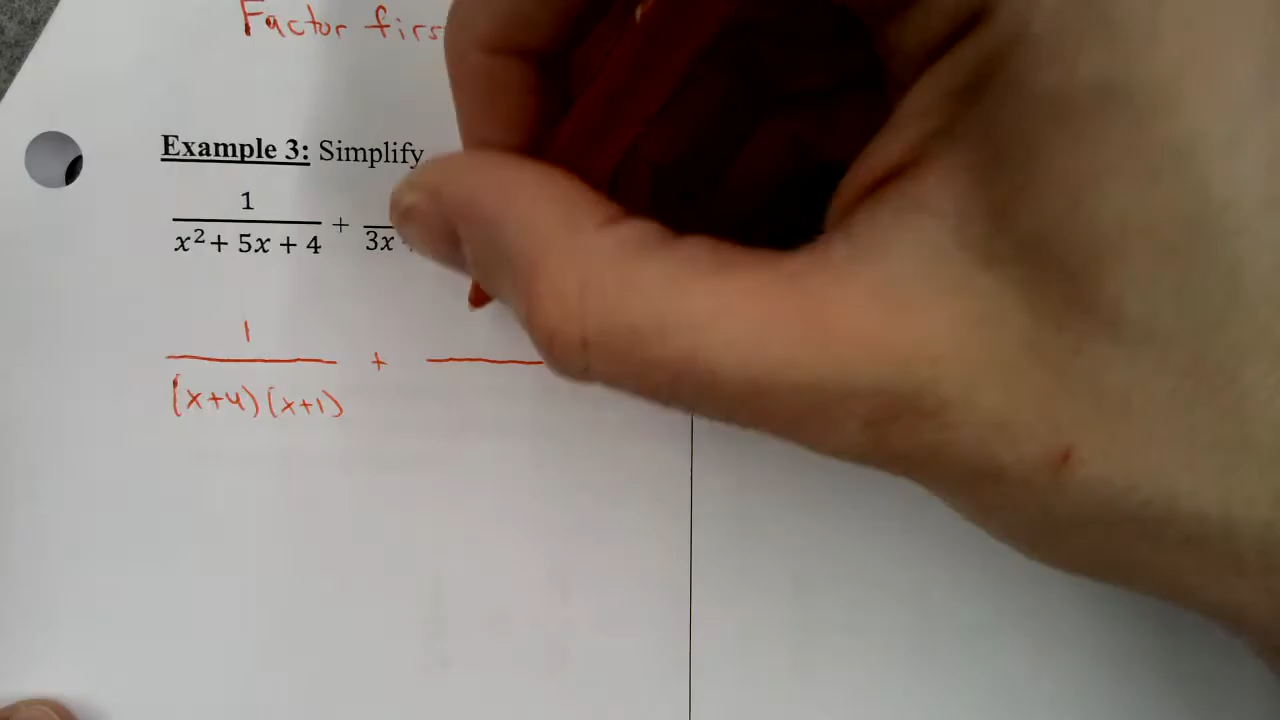 Factor firs
Example 3: Simplify
1
x² + 5x + 4 + 3x
1 +
(x+4)(x+1)